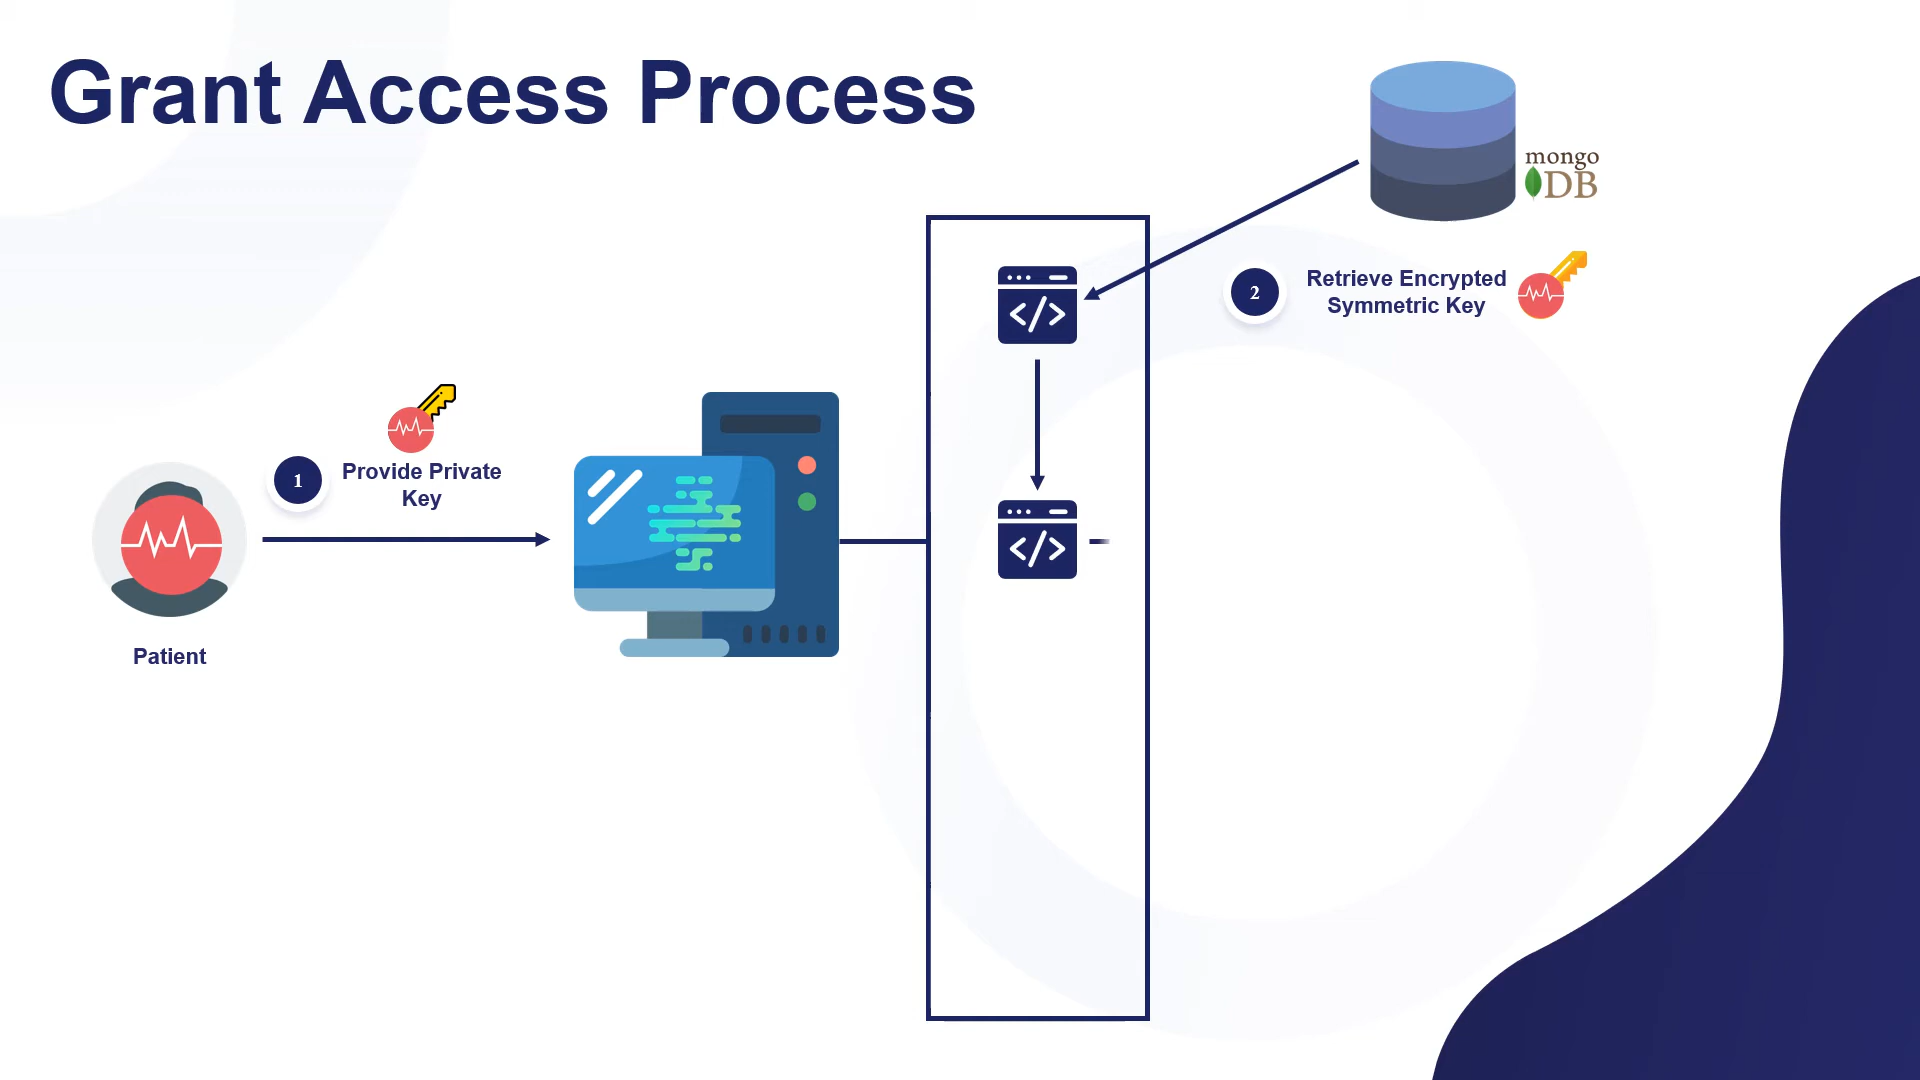 Grant Access Process
mongo
DB
2
Retrieve Encrypted
Symmetric Key
</>
1
Provide Private
Key
</>
Patient